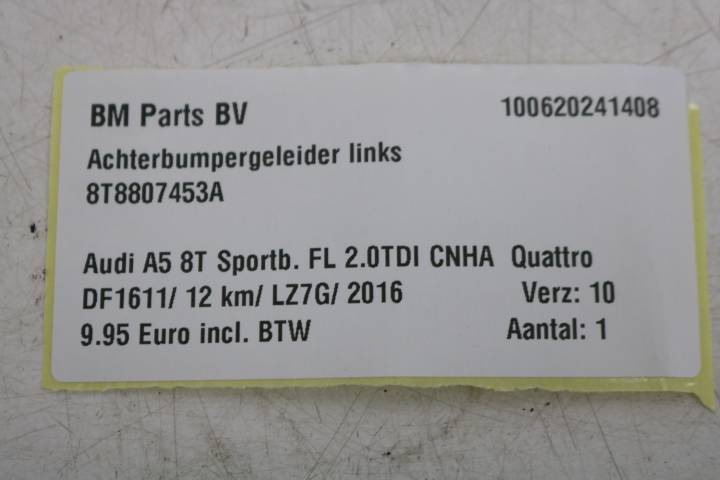 BM Parts BV 100620241408
Achterbumpergeleider links
8T8807453A
Audi A5 8T Sportb. FL 2.0TDI CNHA Quattro
DF1611/ 12 km/ LZ7G/ 2016 Verz: 10
9.95 Euro incl. BTW Aantal: 1